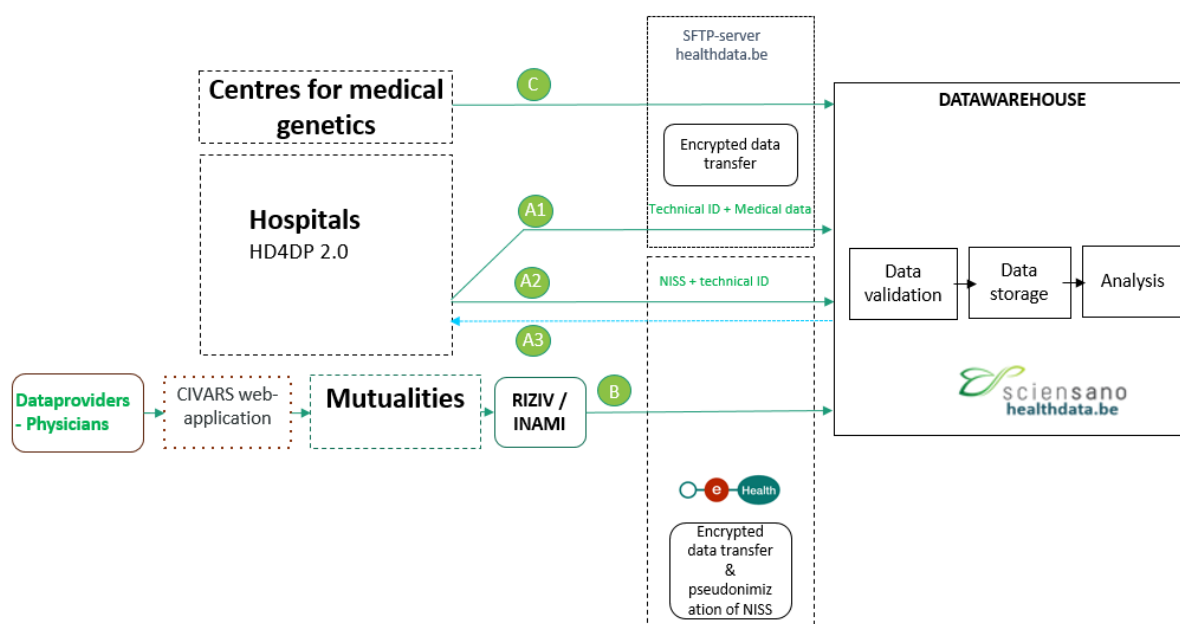 SFTP-server
healthdata.be
C
Centres for medical
genetics
DATAWAREHOUSE
Encrypted data
transfer
Hospitals
HD4DP 2.0
A1
Technical ID + Medical data
A2
NISS + technical ID
A3
Data
validation
Data
storage
Analysis
Dataproviders
- Physicians
CIVARS web-
application
Mutualities
RIZIV /
INAMI
B
sciensano
healthdata.be
e
Health
Encrypted
data transfer
&
pseudonimiz
ation of NISS